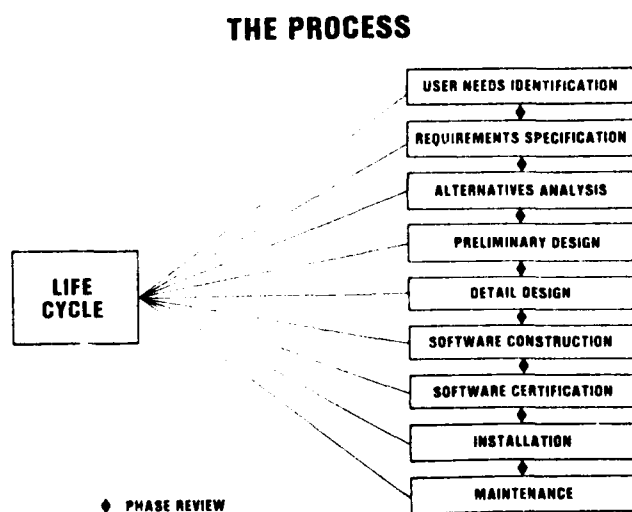 THE PROCESS
USER NEEDS IDENTIFICATION
REQUIREMENTS SPECIFICATION
ALTERNATIVES ANALYSIS
PRELIMINARY DESIGN
LIFE
CYCLE
DETAIL DESIGN
SOFTWARE CONSTRUCTION
SOFTWARE CERTIFICATION
INSTALLATION
MAINTENANCE
♦ PHASE REVIEW